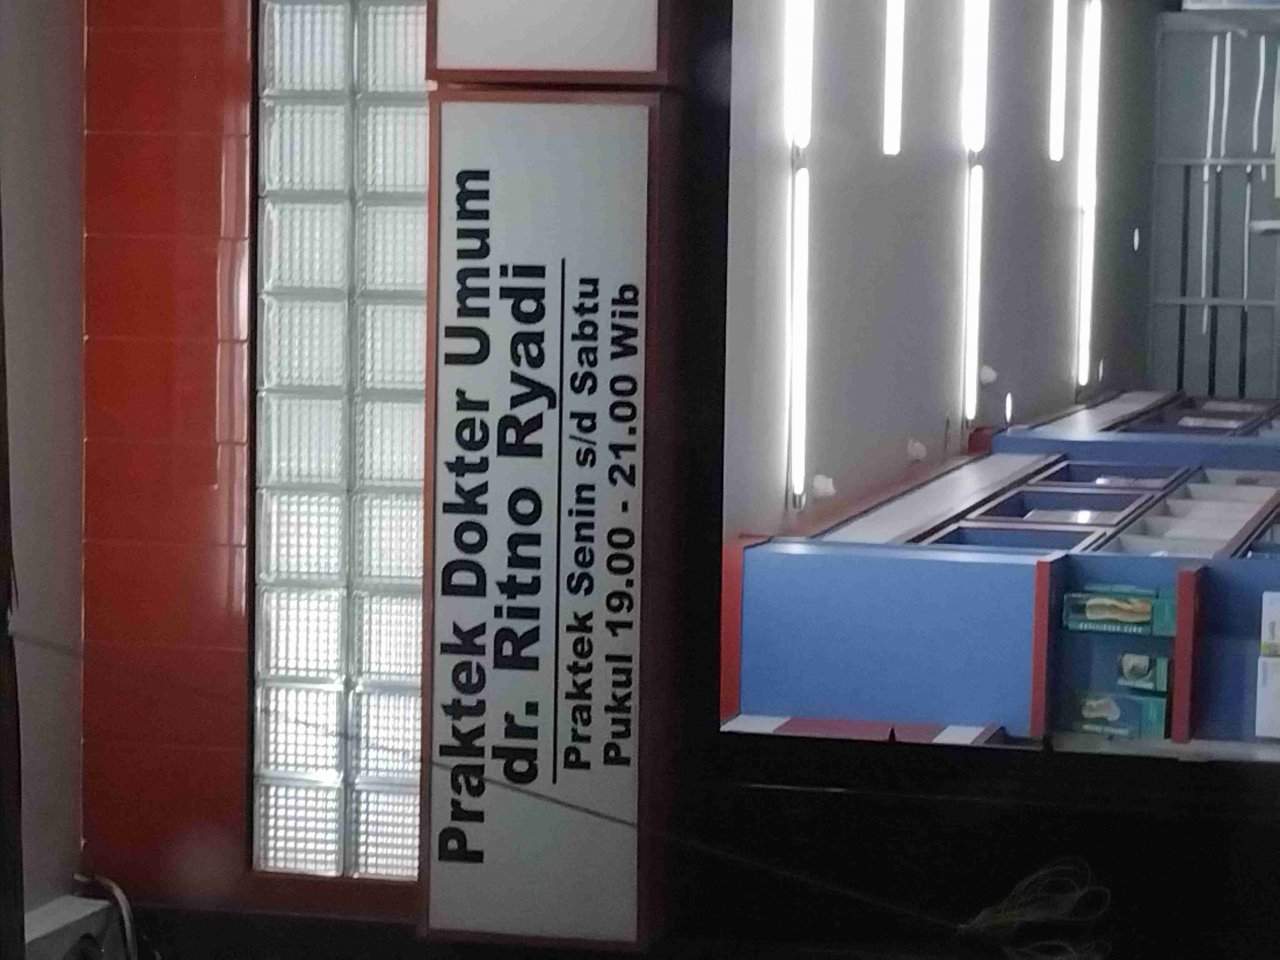 Praktek Dokter Umum
dr. Ritno Ryadi
Praktek Senin s/d Sabtu
Pukul 19.00 - 21.00 Wib